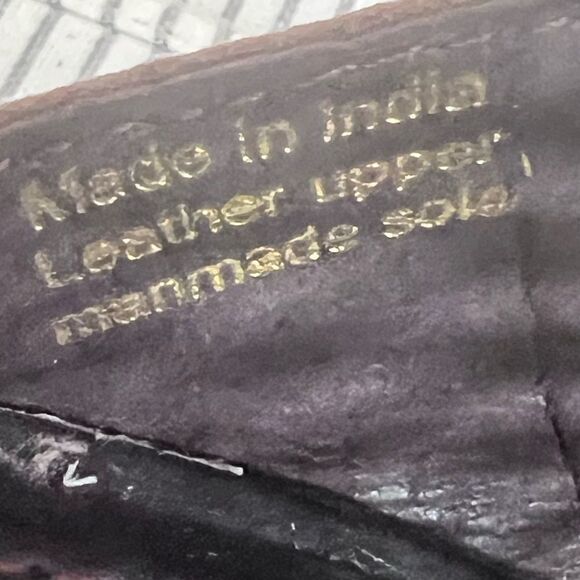 Made in india
Leather upper,
manmade sole,